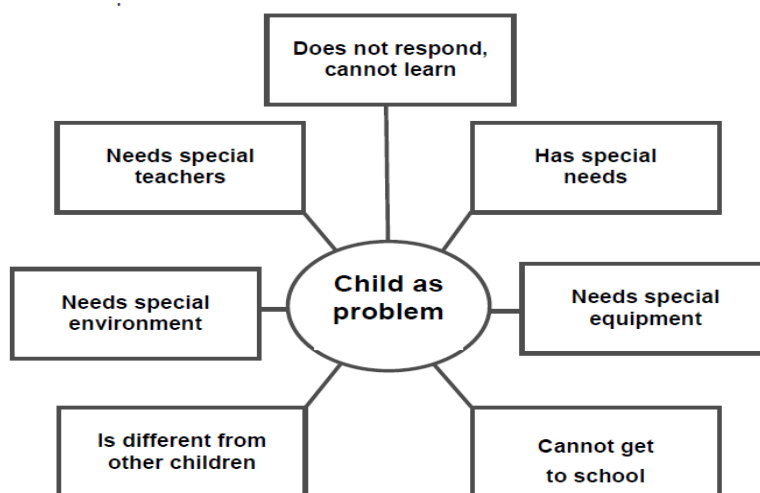 Does not respond,
cannot learn
Needs special
teachers
Has special
needs
Child as
problem
Needs special
environment
Needs special
equipment
Is different from
other children
Cannot get
to school